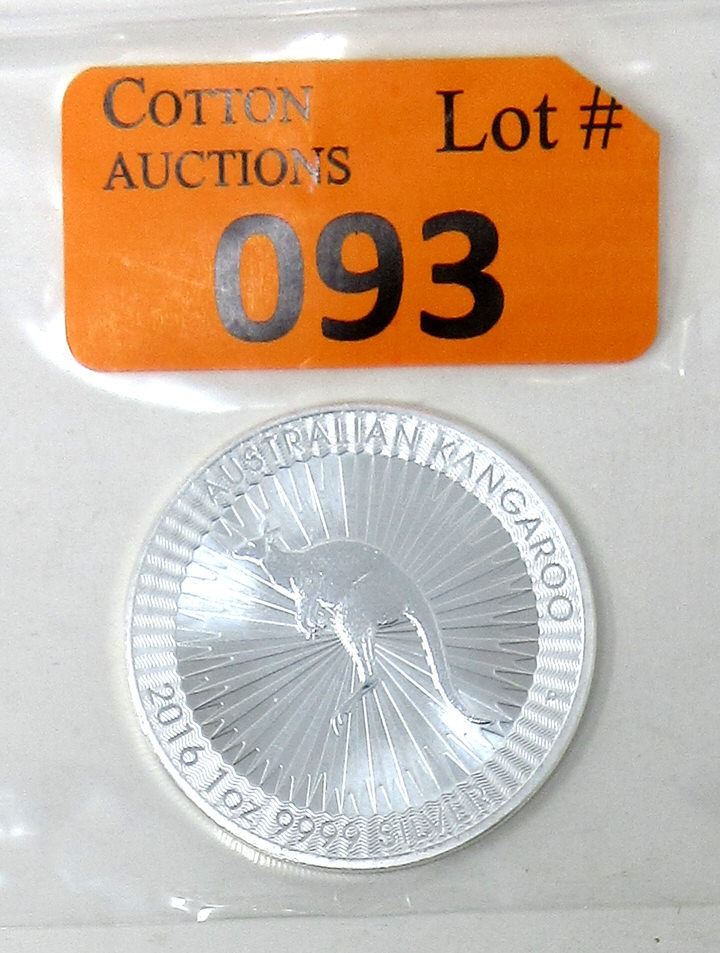 COTTON
AUCTIONS
Lot #
093
AUSTRALIAN KANGAROO
2016 1oz 9999 SILVER